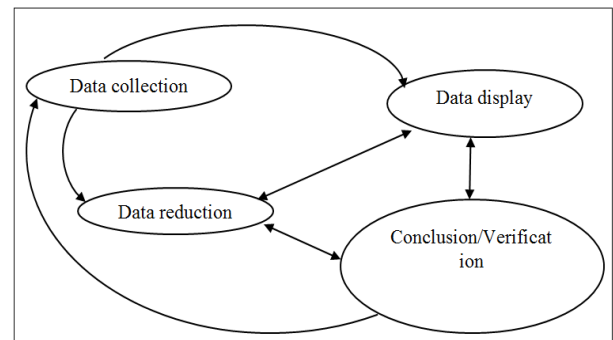 Data collection
Data display
Data reduction
Conclusion/Verificat
ion